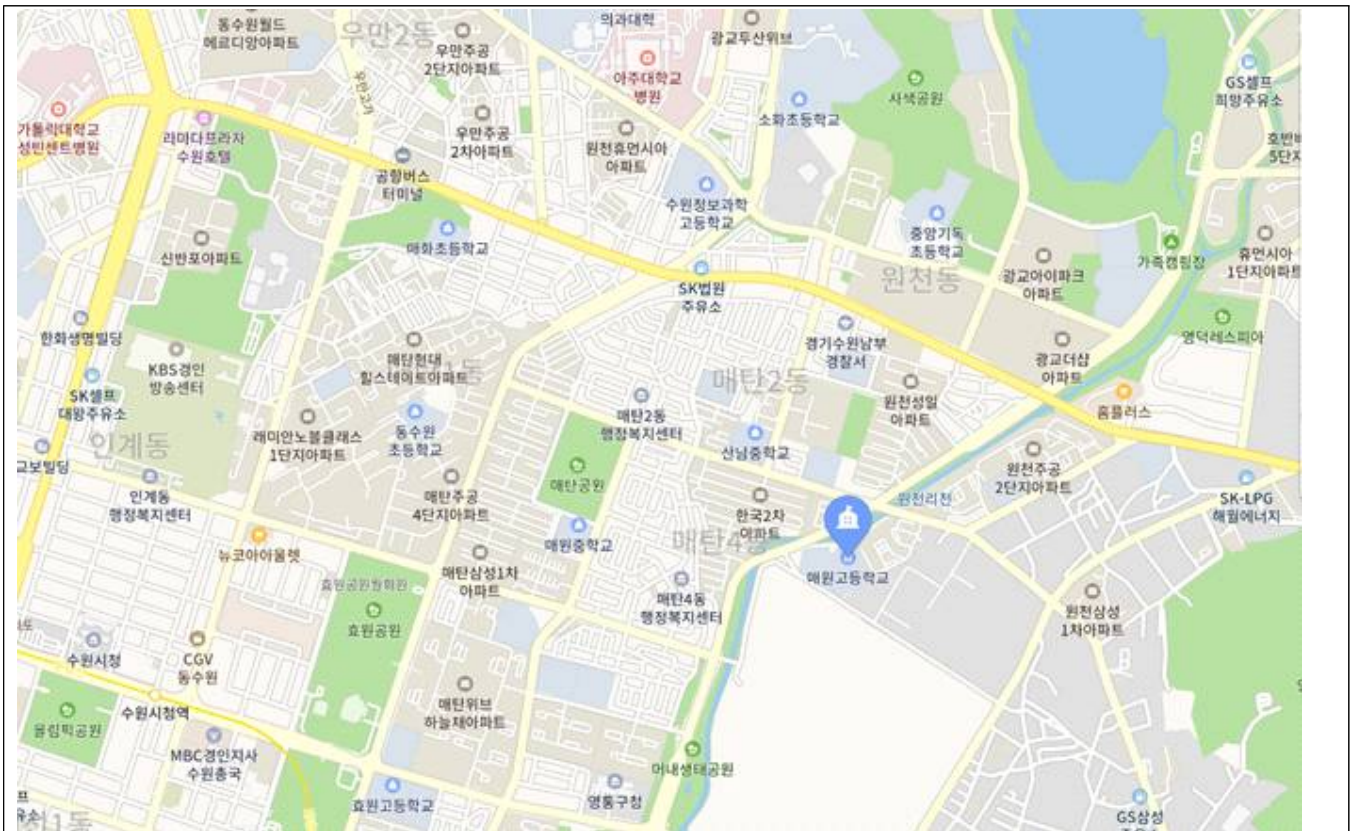 동수원월드
메르디앙아파트
우만2동
우만주공
2단지아파트
의과대학
광교두산위브
아주대학교
병원
사색공원
GS셀프
희망주유소
가톨릭대학교
성빈센트병원
라마다프라자
수원호텔
우만고가
우만주공
2차아파트
원천휴먼시아
아파트
소화초등학교
공항버스
터미널
수원정보과학
고등학교
매화초등학교
신반포아파트
중앙기독
초등학교
원천동
광교아이파크
아파트
가족캠핑장
휴먼시아
1단지아파트
SK법원
주유소
한화생명빌딩
KBS경인
방송센터
매탄현대
힐스테이트아파트
경기수원남부
경찰서
영덕레스피아
광교더샵
아파트
SK셀프
대왕주유소
매탄2동
원천성일
아파트
홈플러스
래미안노블클래스
1단지아파트
동수원
초등학교
매탄2동
행정복지센터
산남중학교
인계동
교보빌딩
인계동
행정복지센터
매탄주공
4단지아파트
매탄공원
한국2차
아파트
원천리천
원천주공
2단지아파트
SK-LPG
해월에너지
뉴코아아울렛
매원중학교
매탄4동
매원고등학교
효원공원
매탄삼성1차
아파트
매탄4동
행정복지센터
원천삼성
1차아파트
수원시청
CGV
동수원
수원시청역
올림픽공원
매탄위브
하늘채아파트
MBC경인지사
수원총국
머내생태공원
효원고등학교
영통구청
GS삼성